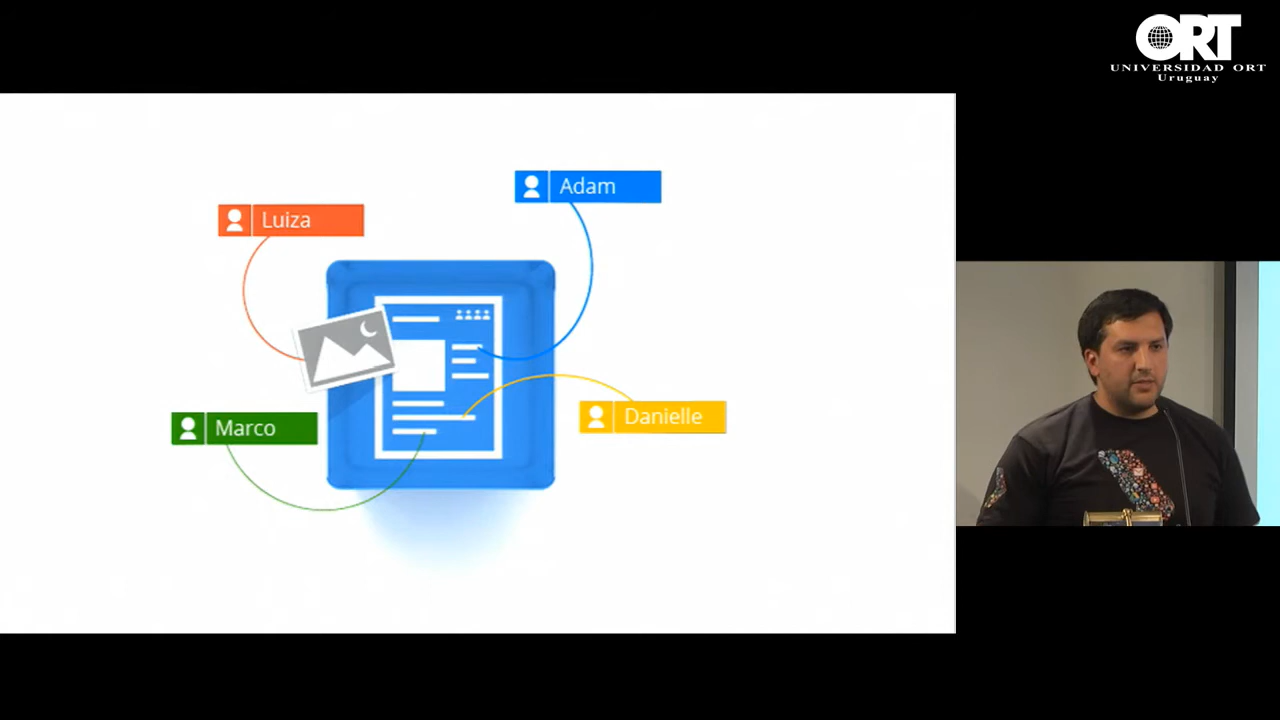 ORT
UNIVERSIDAD ORT
Uruguay
Adam
Luiza
Danielle
Marco